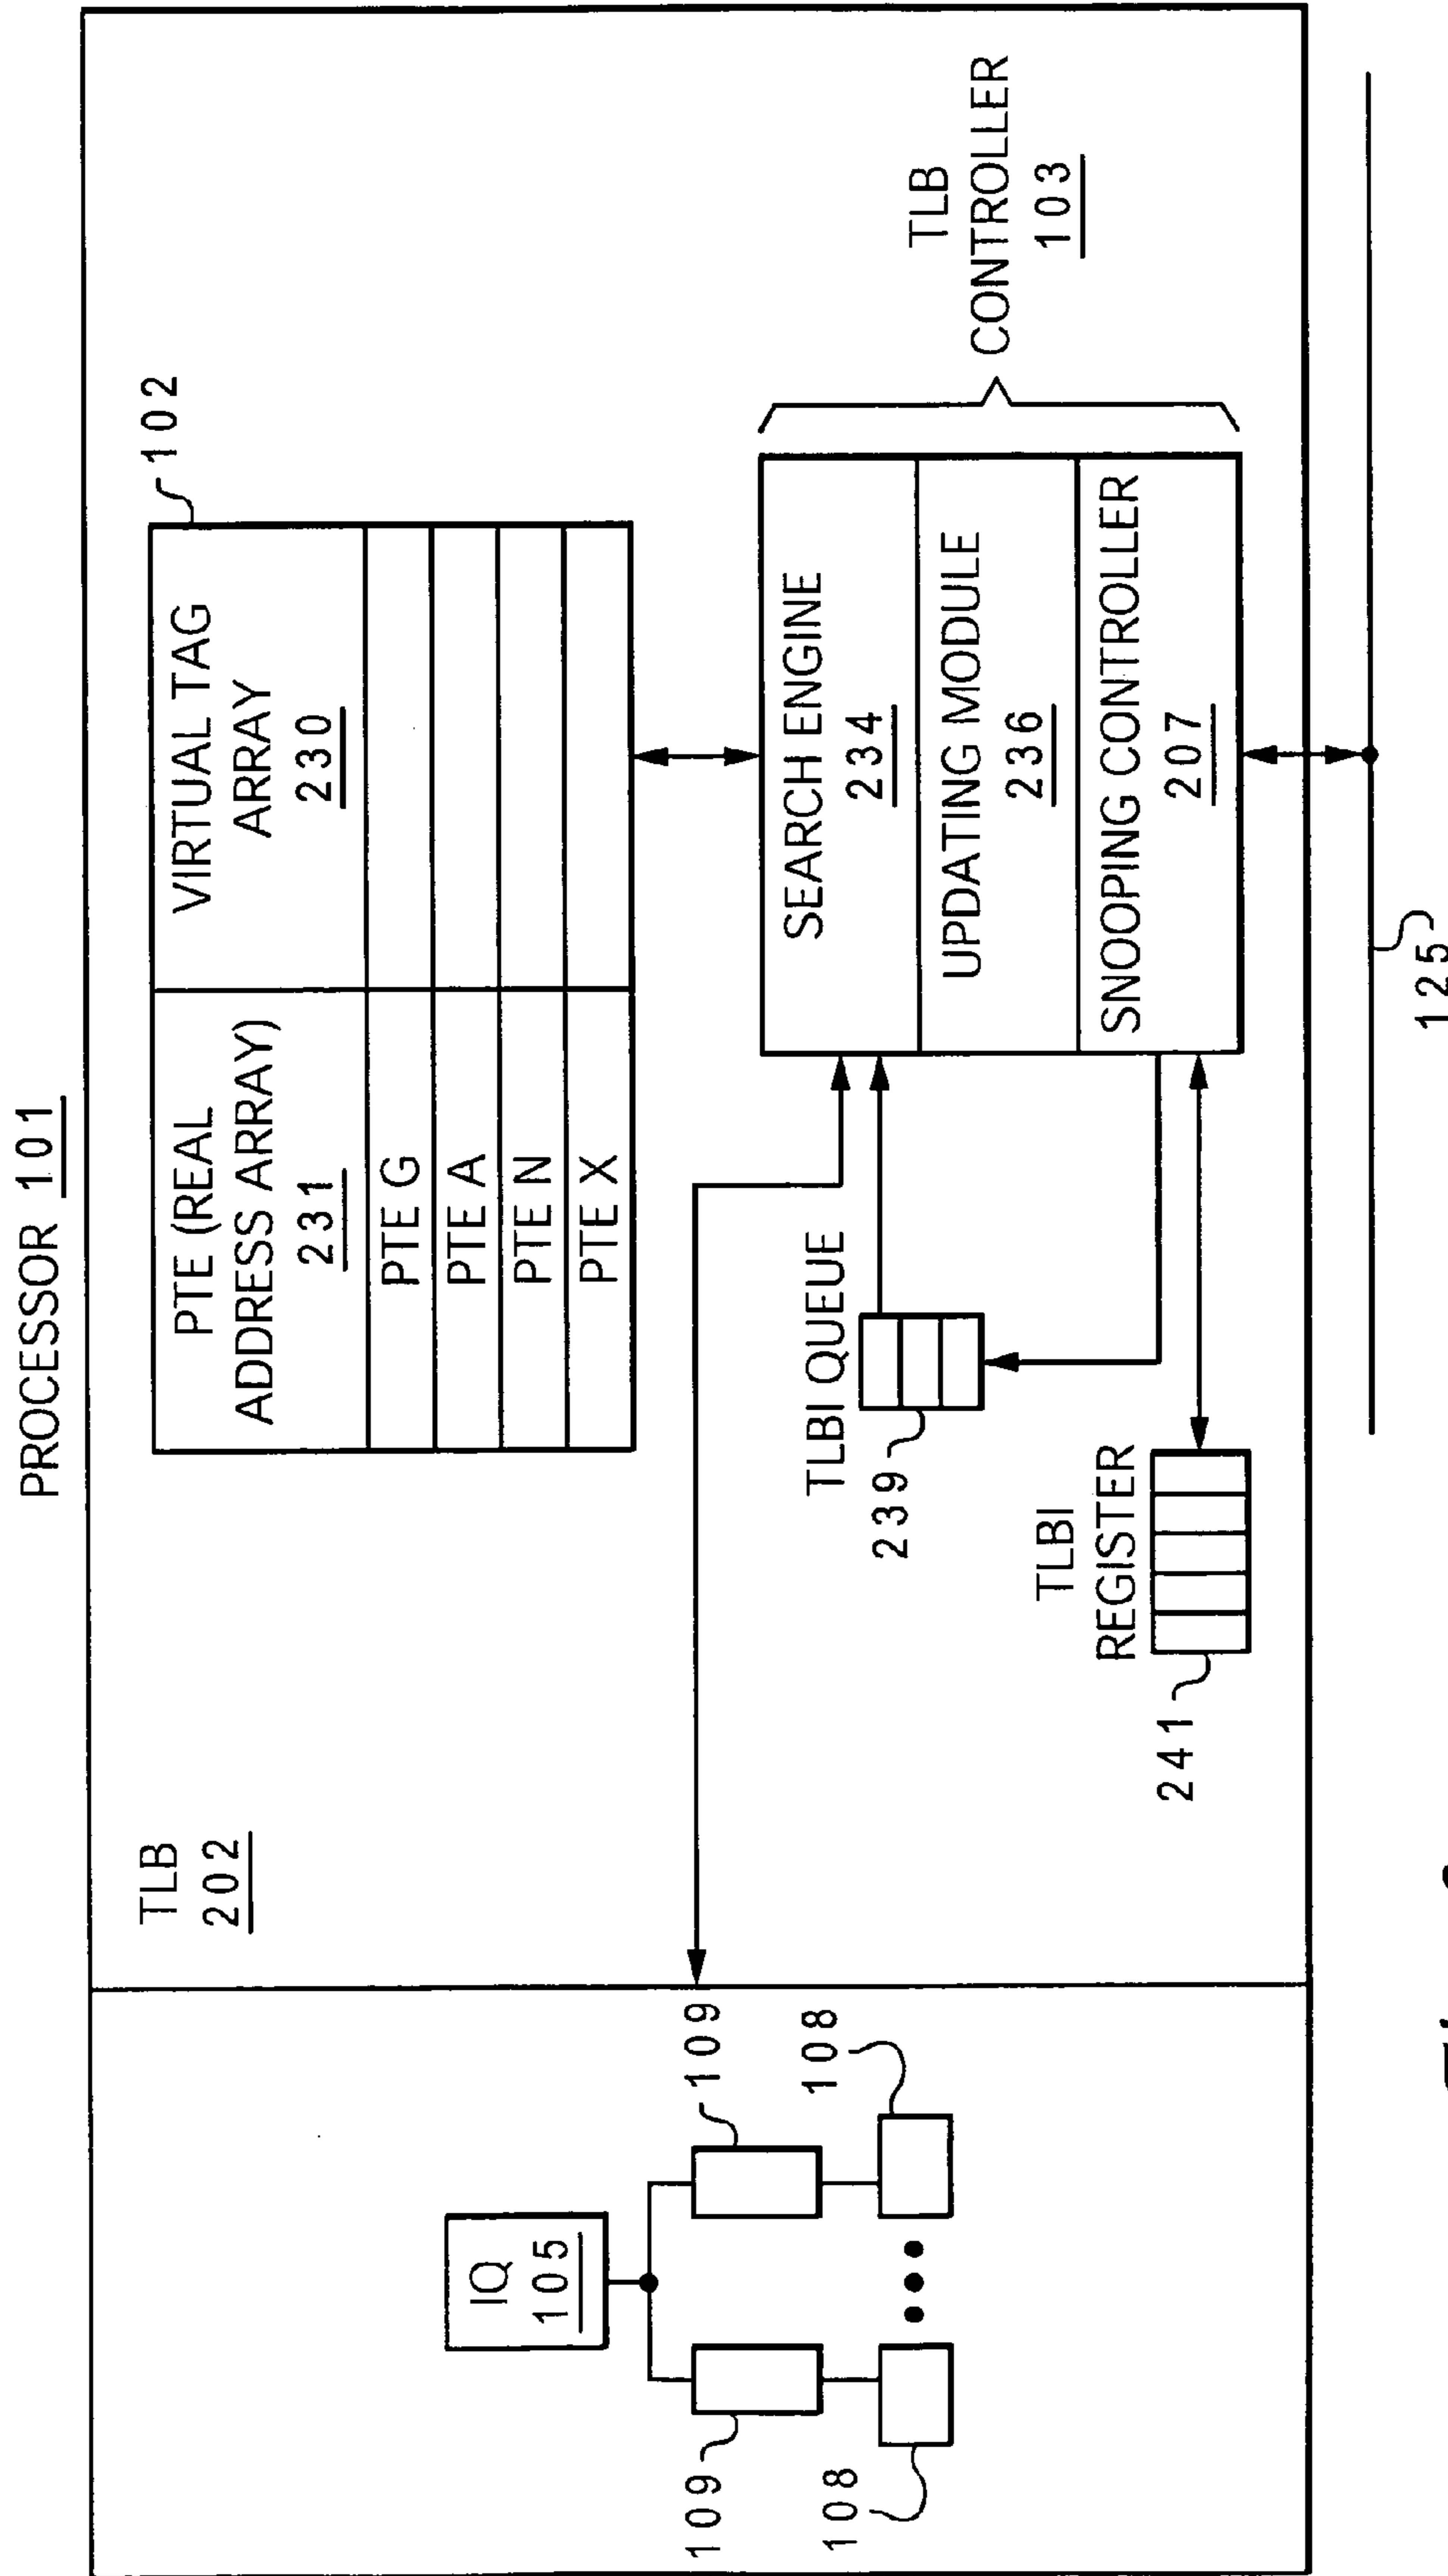 PROCESSOR 101
TLB
202
PTE (REAL
ADDRESS ARRAY)
231
VIRTUAL TAG
ARRAY
230
102
PTE G
PTE A
PTE N
PTE X
IQ
105
109
109
108
108
TLBI QUEUE
239
TLBI
REGISTER
241
SEARCH ENGINE
234
UPDATING MODULE
236
SNOOPING CONTROLLER
207
TLB
CONTROLLER
103
125